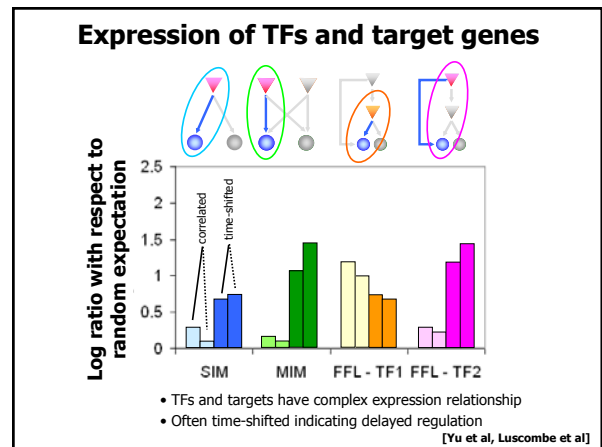 Expression of TFs and target genes
Log ratio with respect to
random expectation
2.5
2
1.5
1
0.5
0
correlated
time-shifted
SIM
MIM
FFL - TF1
FFL - TF2
• TFs and targets have complex expression relationship
• Often time-shifted indicating delayed regulation
[Yu et al, Luscombe et al]